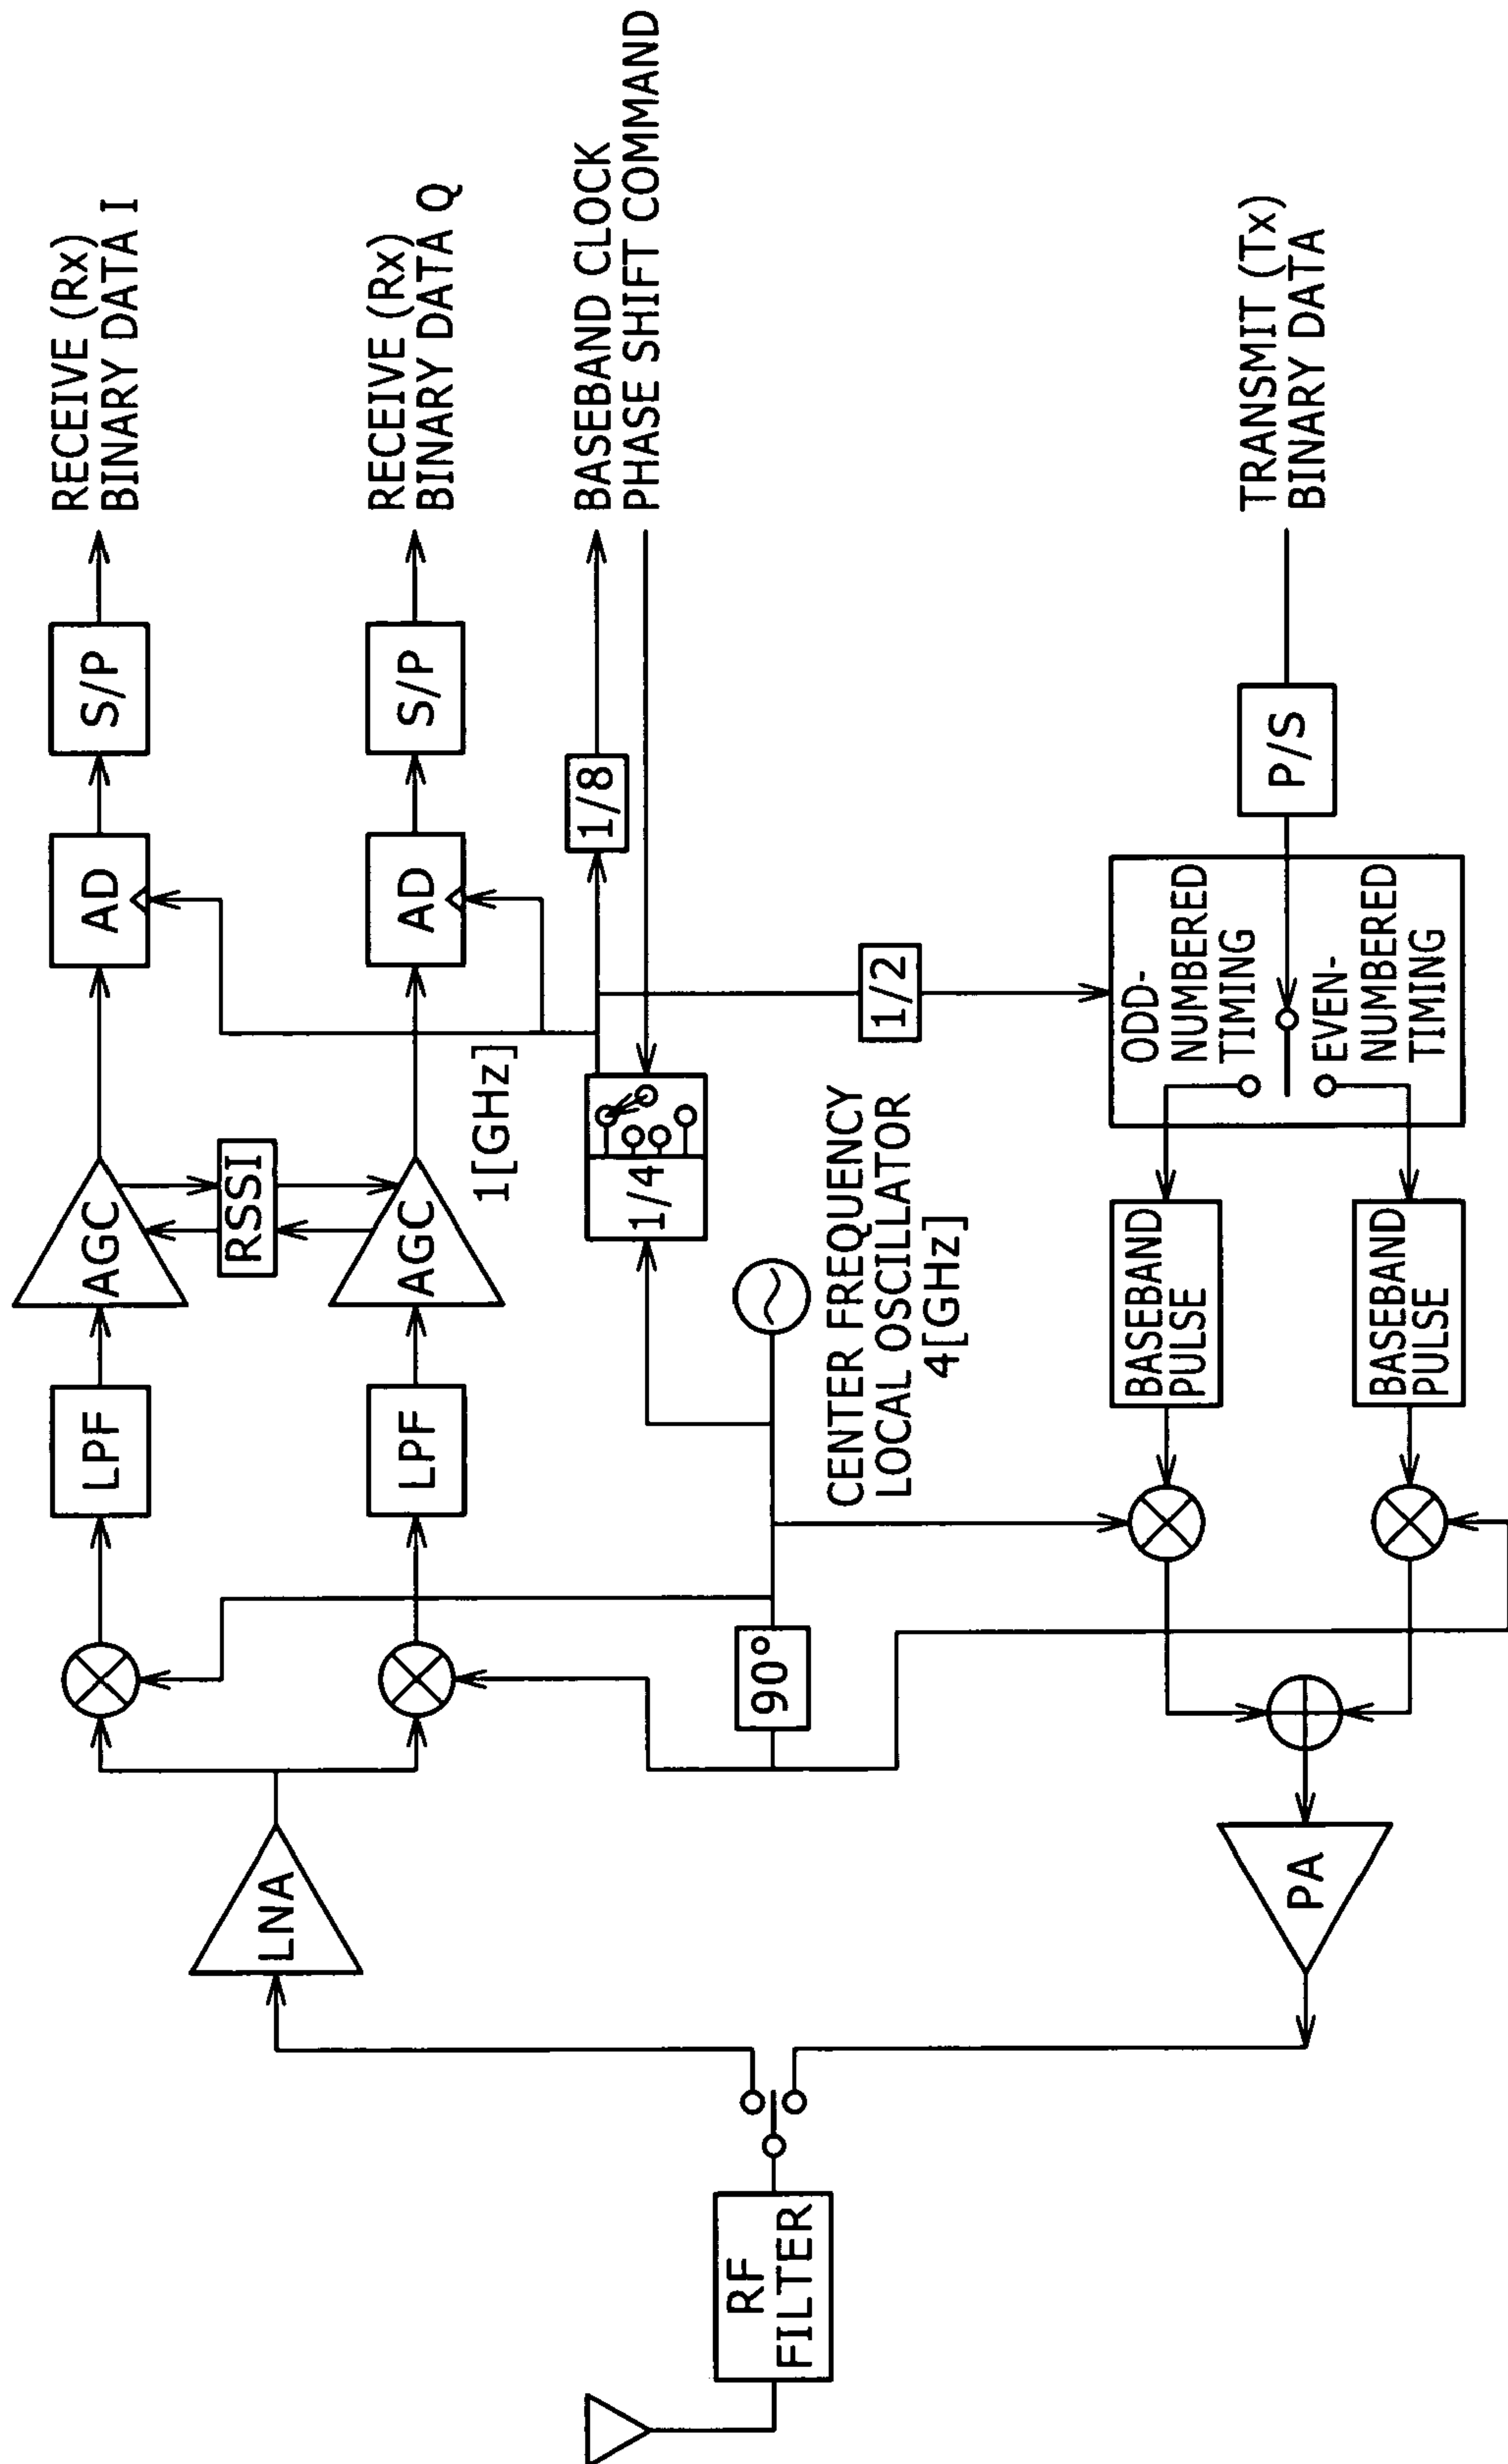 RECEIVE (Rx)
BINARY DATA I
S/P
AD
AGC
LPF
RSSI
RECEIVE (Rx)
BINARY DATA Q
S/P
AD
AGC
LPF
LNA
1[GHz]
BASEBAND CLOCK
PHASE SHIFT COMMAND
1/8
1/4
1/2
90°
CENTER FREQUENCY
LOCAL OSCILLATOR
4[GHz]
RF
FILTER
TRANSMIT (Tx)
BINARY DATA
P/S
ODD-
NUMBERED
TIMING
EVEN-
NUMBERED
TIMING
BASEBAND
PULSE
BASEBAND
PULSE
PA